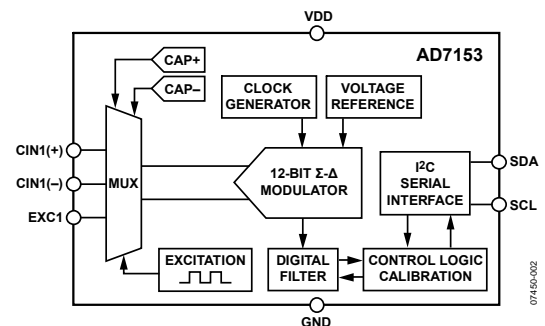 VDD
AD7153
CAP+
CAP–
CLOCK
GENERATOR
VOLTAGE
REFERENCE
CIN1(+)
CIN1(–)
EXC1
MUX
12-BIT Σ-Δ
MODULATOR
I2C
SERIAL
INTERFACE
SDA
SCL
EXCITATION
DIGITAL
FILTER
CONTROL LOGIC
CALIBRATION
GND
07450-002